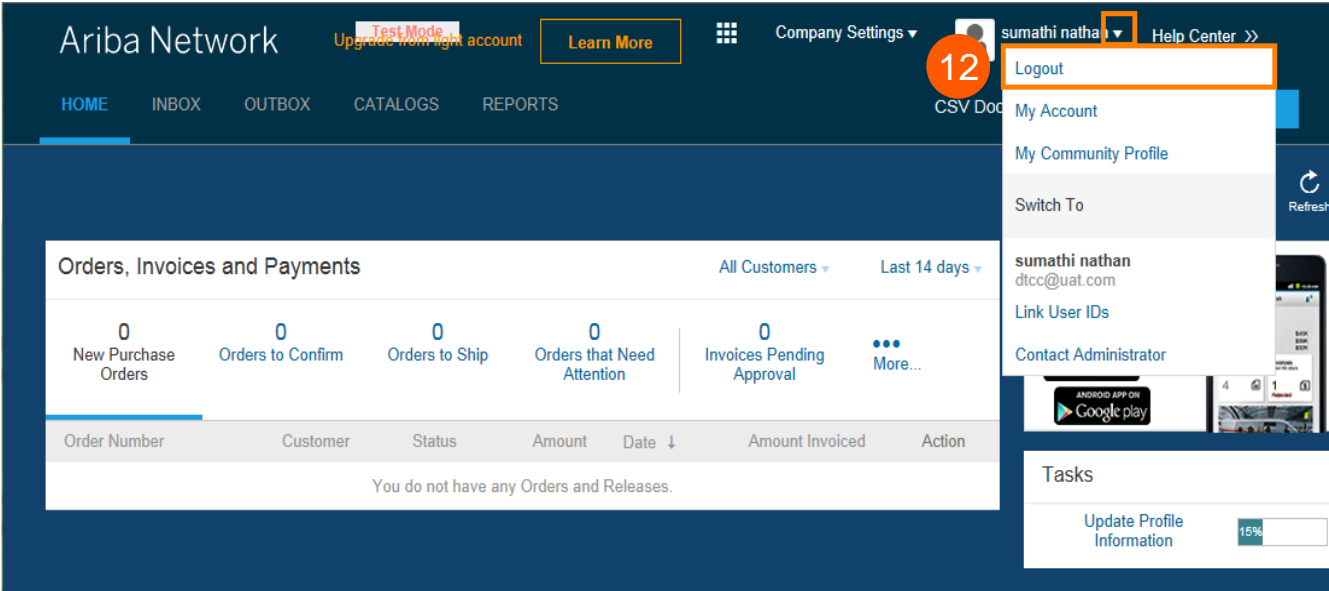 Ariba Network
Test Mode
Upgrade from light account
Learn More
Company Settings
sumathi nathan
Help Center >>
12
HOME
INBOX
OUTBOX
CATALOGS
REPORTS
CSV
Logout
My Account
My Community Profile
Switch To
sumathi nathan
dtcc@uat.com
Link User IDs
Contact Administrator
Refresh
Orders, Invoices and Payments
All Customers
Last 14 days
0
New Purchase
Orders
0
Orders to Confirm
0
Orders to Ship
0
Orders that Need
Attention
0
Invoices Pending
Approval
More...
Order Number
Customer
Status
Amount
Date ↓
Amount Invoiced
Action
You do not have any Orders and Releases.
4
1
ANDROID APP ON
Google play
Tasks
Update Profile
Information
15%